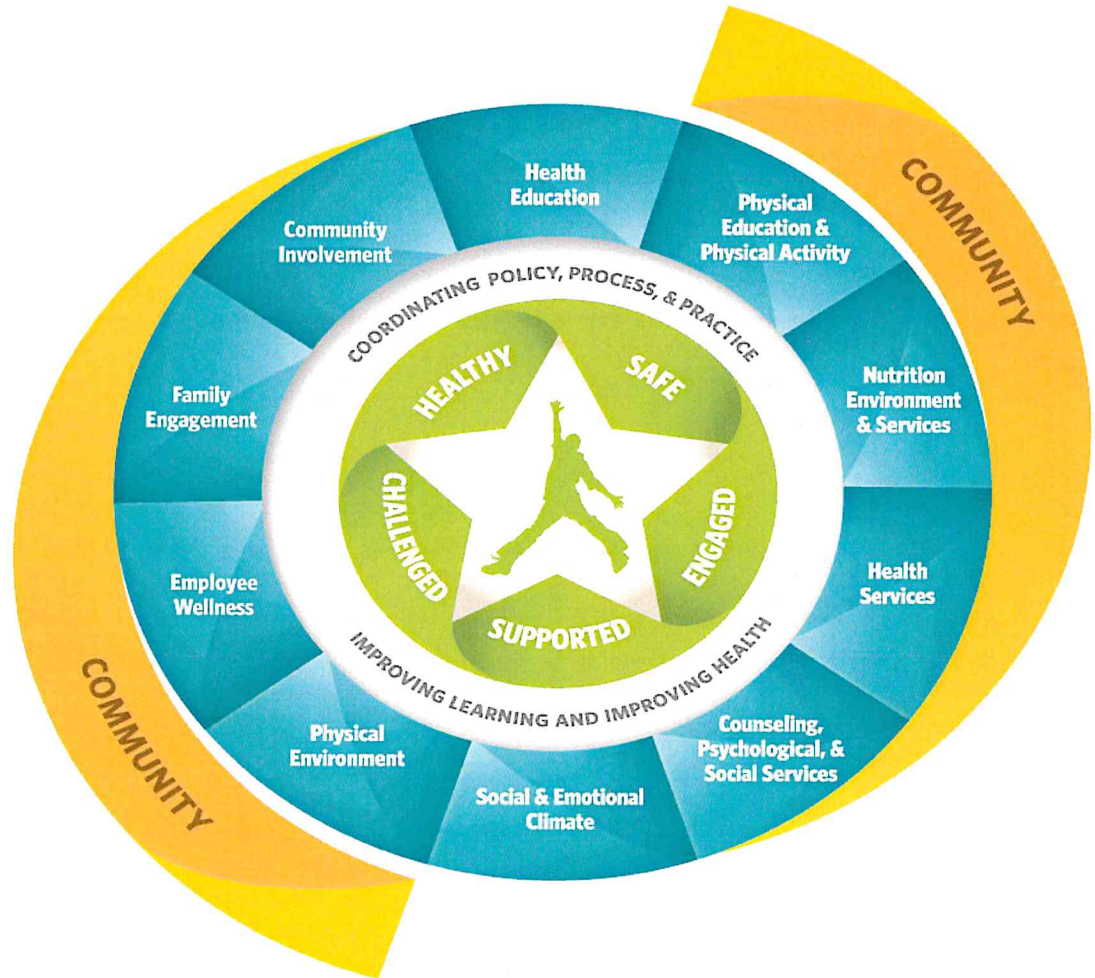 COMMUNITY
Health
Education
Physical
Education &
Physical Activity
Nutrition
Environment
& Services
Health
Services
Counseling,
Psychological, &
Social Services
Social & Emotional
Climate
Physical
Environment
Employee
Wellness
Family
Engagement
Community
Involvement
COORDINATING POLICY, PROCESS, & PRACTICE
IMPROVING LEARNING AND IMPROVING HEALTH
HEALTHY
SAFE
ENGAGED
SUPPORTED
CHALLENGED
COMMUNITY